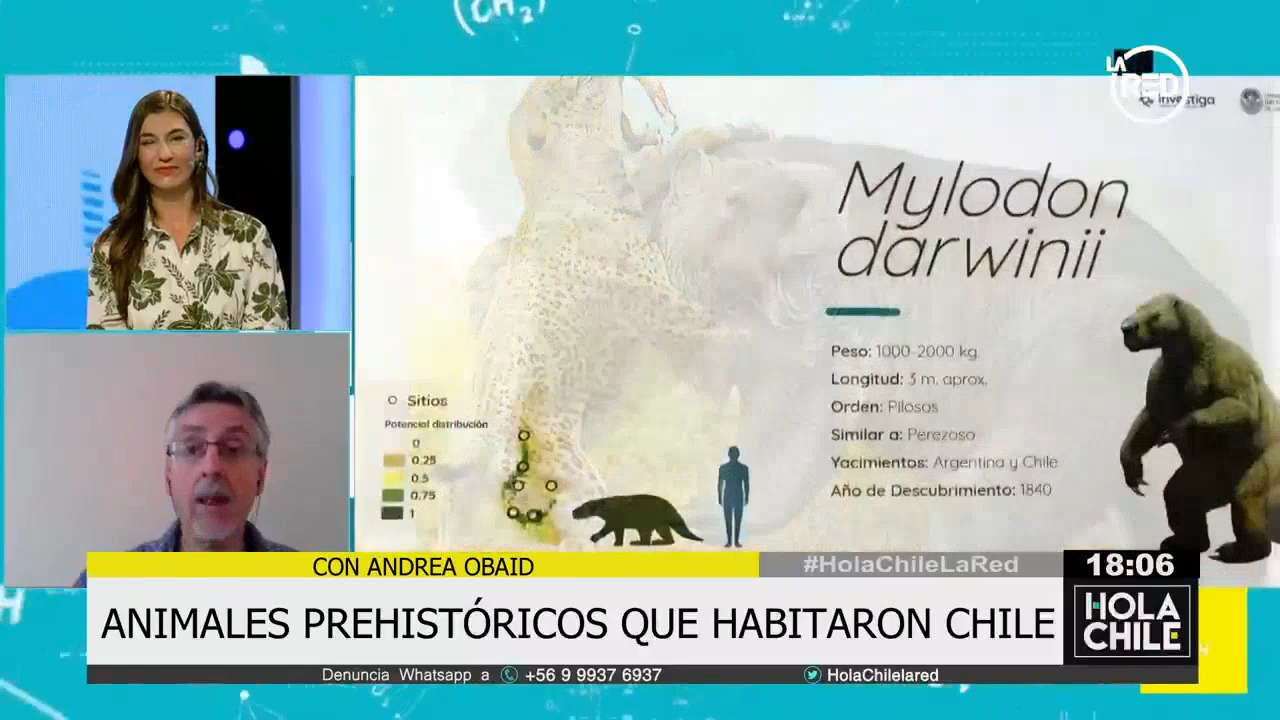 CH₂
LA
RED
investiga
Mylodon
darwinii
Peso: 1000-2000 kg.
Longitud: 3 m. aprox.
Orden: Pilosos
Similar a: Perezoso
Yacimientos: Argentina y Chile
Año de Descubrimiento: 1840
Sitios
Potencial distribución
0
0.25
0.5
0.75
1
CON ANDREA OBAID
#HolaChileLaRed
18:06
ANIMALES PREHISTÓRICOS QUE HABITARON CHILE
HOLA
CHILE
Denuncia Whatsapp a +56 9 9937 6937
HolaChilelared
H